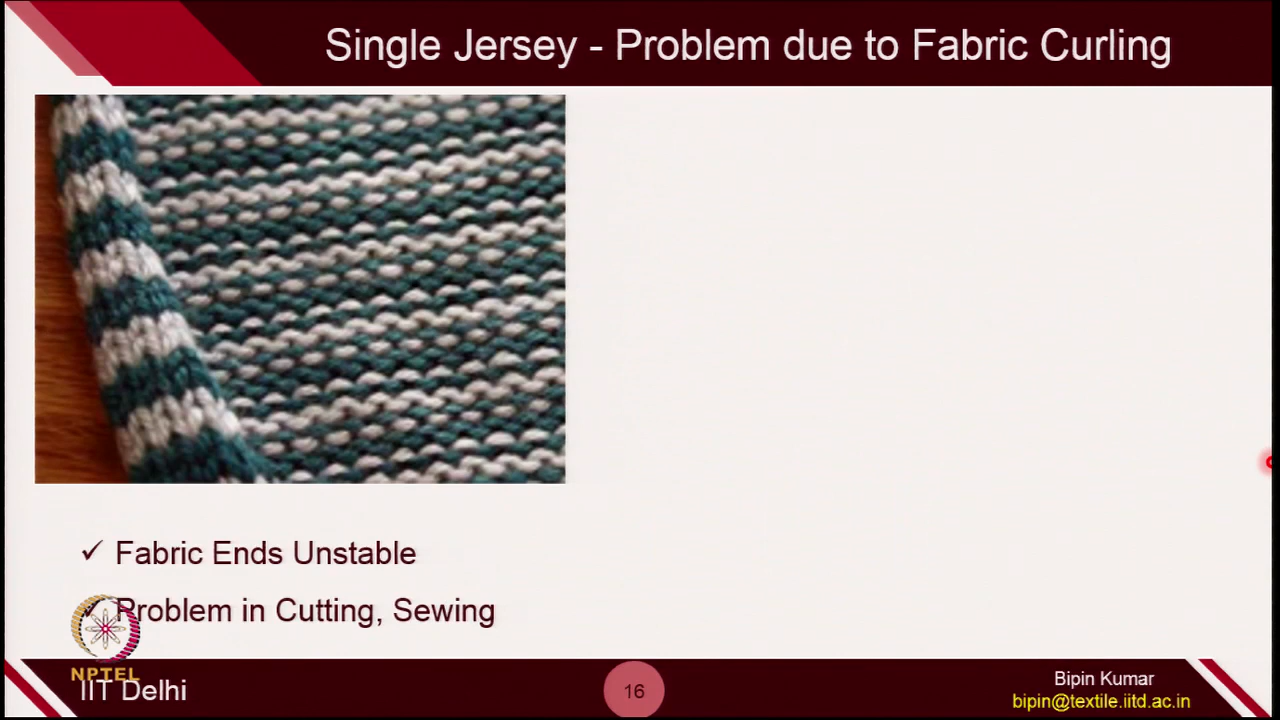 Single Jersey - Problem due to Fabric Curling
✓ Fabric Ends Unstable
✓ Problem in Cutting, Sewing
NPTEL
IIT Delhi
16
Bipin Kumar
bipin@textile.iitd.ac.in